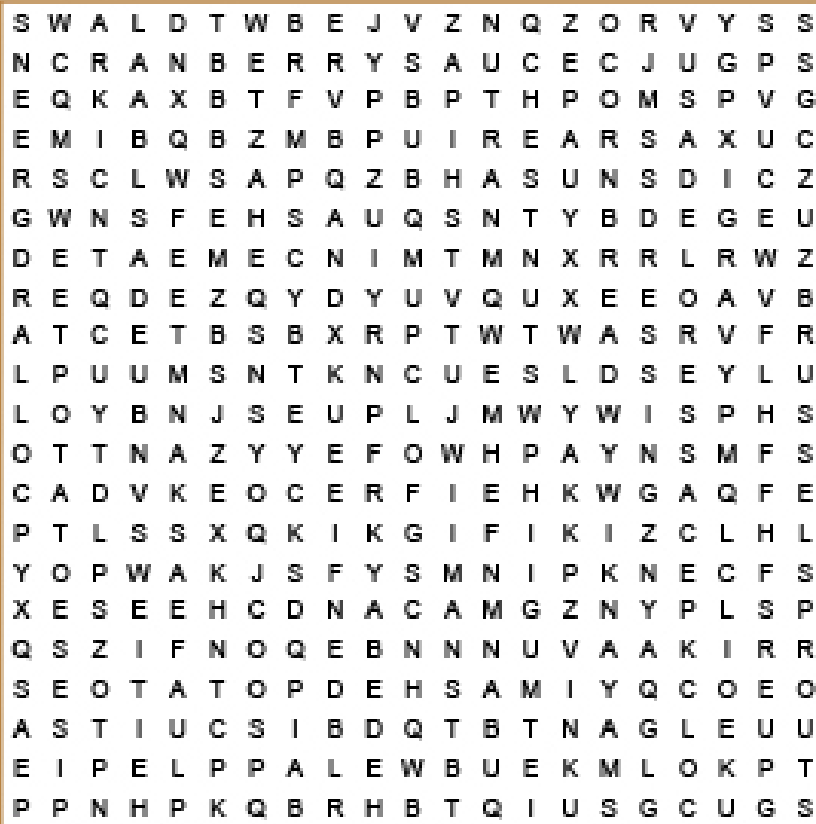 S W A L D T W B E J V Z N Q Z O R V Y S S
N C R A N B E R R Y S A U C E C J U G P S
E Q K A X B T F V P B P T H P O M S P V G
E M I B Q B Z M B P U I R E A R S A X U C
R S C L W S A P Q Z B H A S U N S D I C Z
G W N S F E H S A U Q S N T Y B D E G E U
D E T A E M E C N I M T M N X R R L R W Z
R E Q D E Z Q Y D Y U V Q U X E E O A V B
A T C E T B S B X R P T W T W A S R V F R
L P U U M S N T K N C U E S L D S E Y L U
L O Y B N J S E U P L J M W Y W I S P H S
O T T N A Z Y Y E F O W H P A Y N S M F S
C A D V K E O C E R F I E H K W G A Q F E
P T L S S X Q K I K G I F I K I Z C L H L
Y O P W A K J S F Y S M N I P K N E C F S
X E S E E H C D N A C A M G Z N Y P L S P
Q S Z I F N O Q E B N N N U V A A K I R R
S E O T A T O P D E H S A M I Y Q C O E O
A S T I U C S I B D Q T B T N A G L E U U
E I P E L P P A L E W B U E K M L O K P T
P P N H P K Q B R H B T Q I U S G C U G S